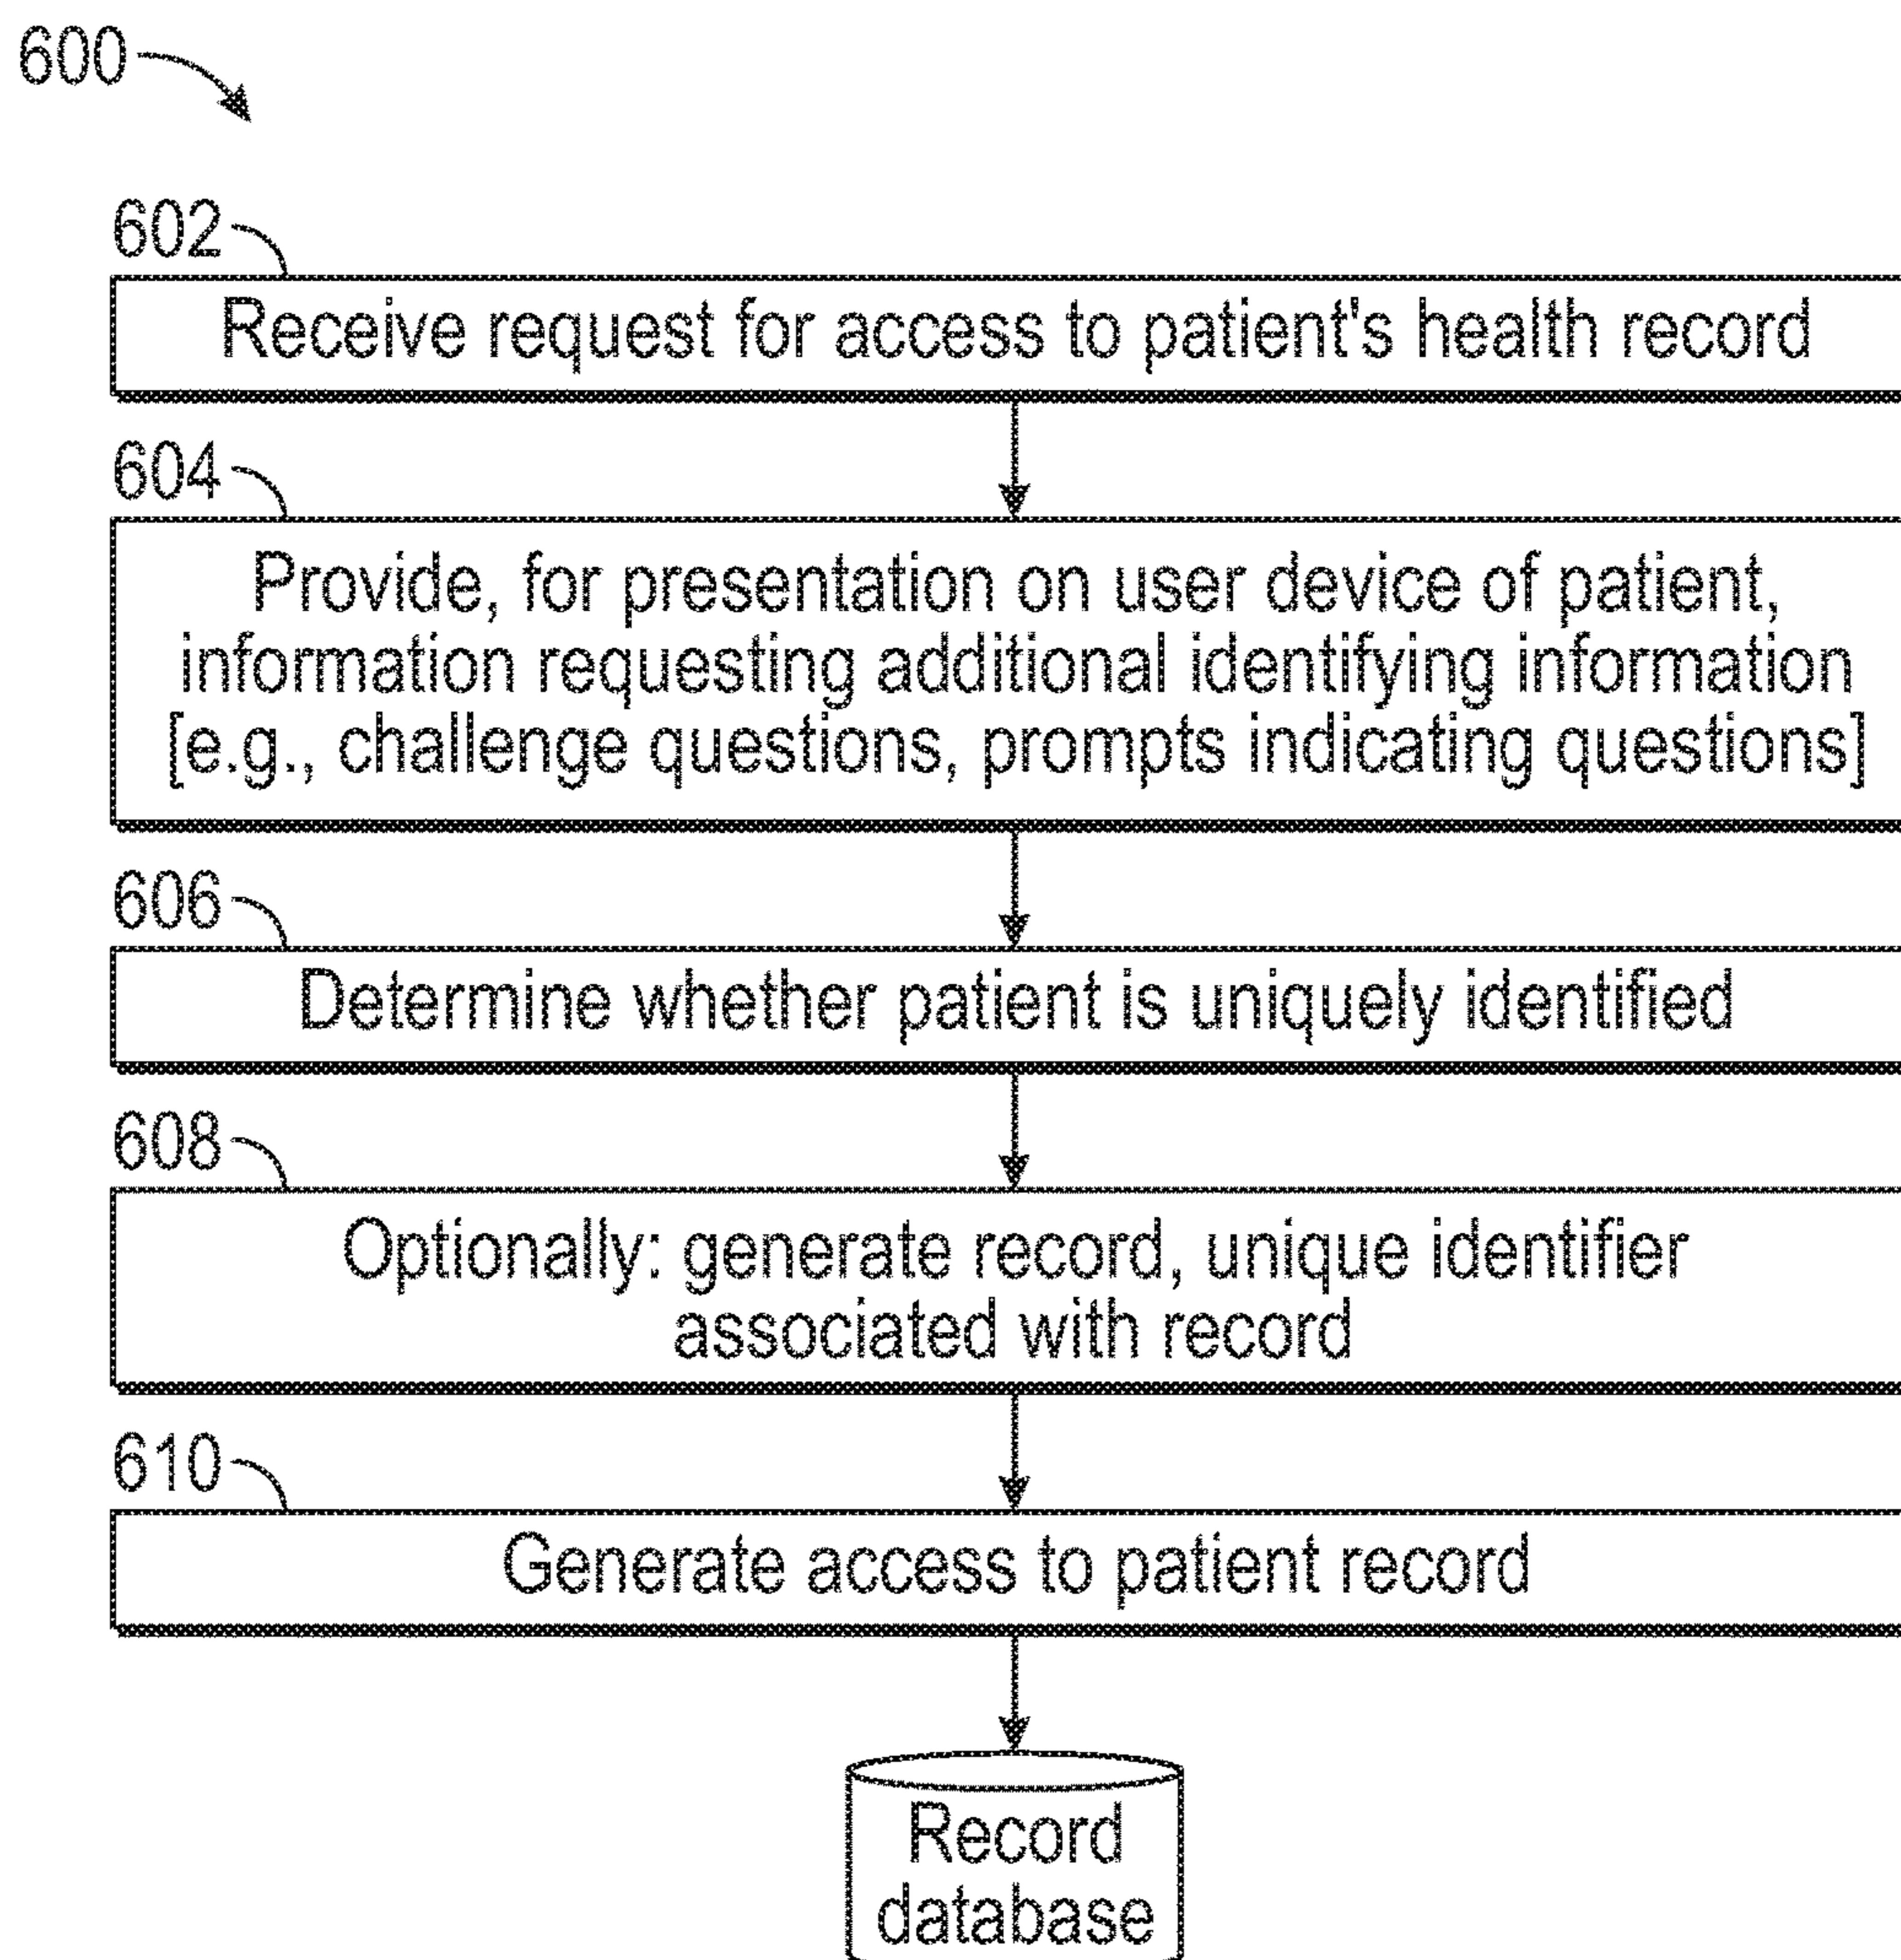 600
602
Receive request for access to patient's health record
604
Provide, for presentation on user device of patient,
information requesting additional identifying information
[e.g., challenge questions, prompts indicating questions]
606
Determine whether patient is uniquely identified
608
Optionally: generate record, unique identifier
associated with record
610
Generate access to patient record
Record
database